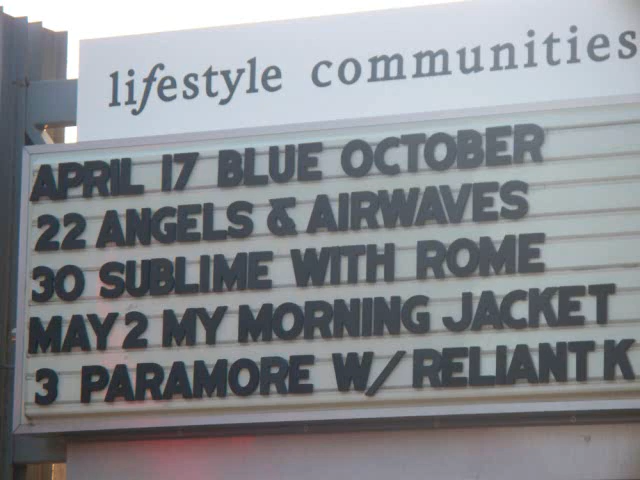 lifestyle communities
APRIL 17 BLUE OCTOBER
22 ANGELS & AIRWAVES
30 SUBLIME WITH ROME
MAY 2 MY MORNING JACKET
3 PARAMORE W/ RELIANT K